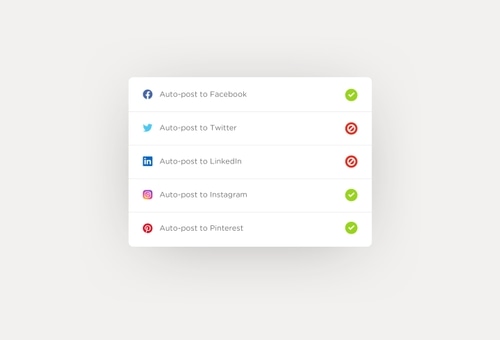 Auto-post to Facebook
Auto-post to Twitter
Auto-post to LinkedIn
Auto-post to Instagram
Auto-post to Pinterest